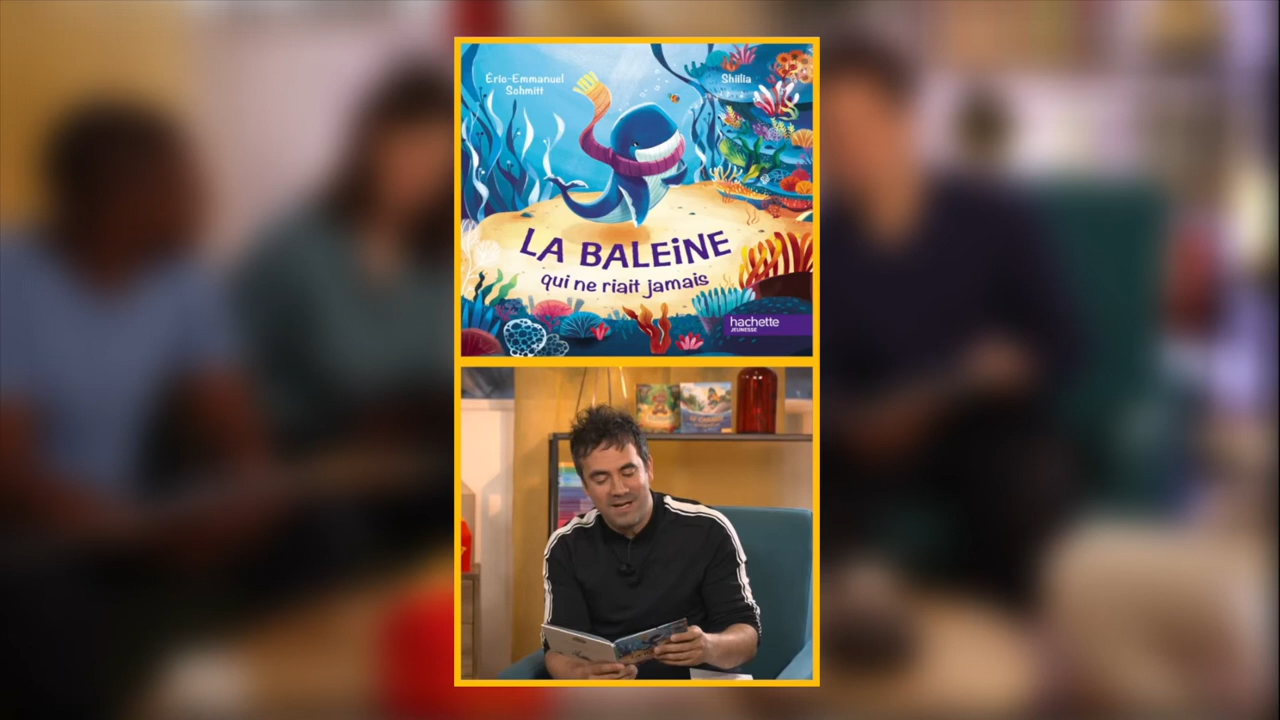 Éric-Emmanuel
Schmitt
Shiilia
LA BALEiNE
qui ne riait jamais
hachette
JEUNESSE